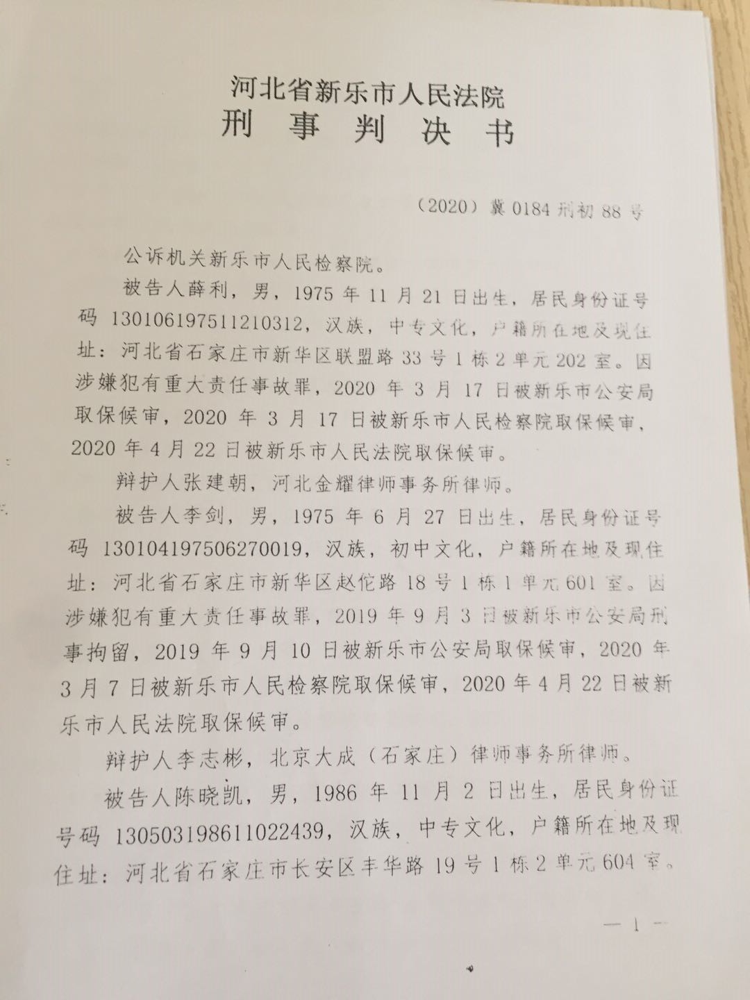 河北省新乐市人民法院
刑事判决书
（2020）冀 0184 刑初 88 号
公诉机关新乐市人民检察院。
被告人薛利，男，1975 年 11 月 21 日出生，居民身份证号
码 130106197511210312，汉族，中专文化，户籍所在地及现住
址：河北省石家庄市新华区联盟路 33 号 1 栋 2 单元 202 室。因
涉嫌犯有重大责任事故罪，2020 年 3 月 17 日被新乐市公安局
取保候审，2020 年 3 月 17 日被新乐市人民检察院取保候审，
2020 年 4 月 22 日被新乐市人民法院取保候审。
辩护人张建朝，河北金耀律师事务所律师。
被告人李剑，男，1975 年 6 月 27 日出生，居民身份证号
码 130104197506270019，汉族，初中文化，户籍所在地及现住
址：河北省石家庄市新华区赵佗路 18 号 1 栋 1 单元 601 室。因
涉嫌犯有重大责任事故罪，2019 年 9 月 3 日被新乐市公安局刑
事拘留，2019 年 9 月 10 日被新乐市公安局取保候审，2020 年
3 月 7 日被新乐市人民检察院取保候审，2020 年 4 月 22 日被新
乐市人民法院取保候审。
辩护人李志彬，北京大成（石家庄）律师事务所律师。
被告人陈晓凯，男，1986 年 11 月 2 日出生，居民身份证
号码 130503198611022439，汉族，中专文化，户籍所在地及现
住址：河北省石家庄市长安区丰华路 19 号 1 栋 2 单元 604 室。
— 1 —